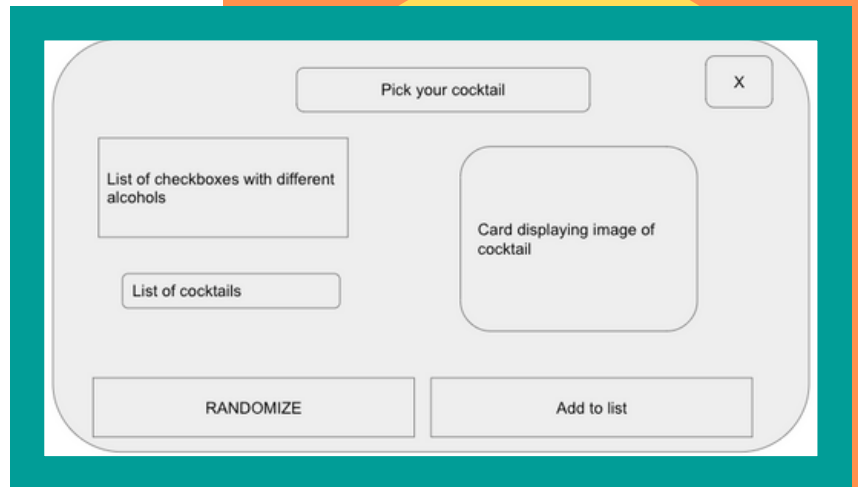 Pick your cocktail
X
List of checkboxes with different
alcohols
Card displaying image of
cocktail
List of cocktails
RANDOMIZE
Add to list